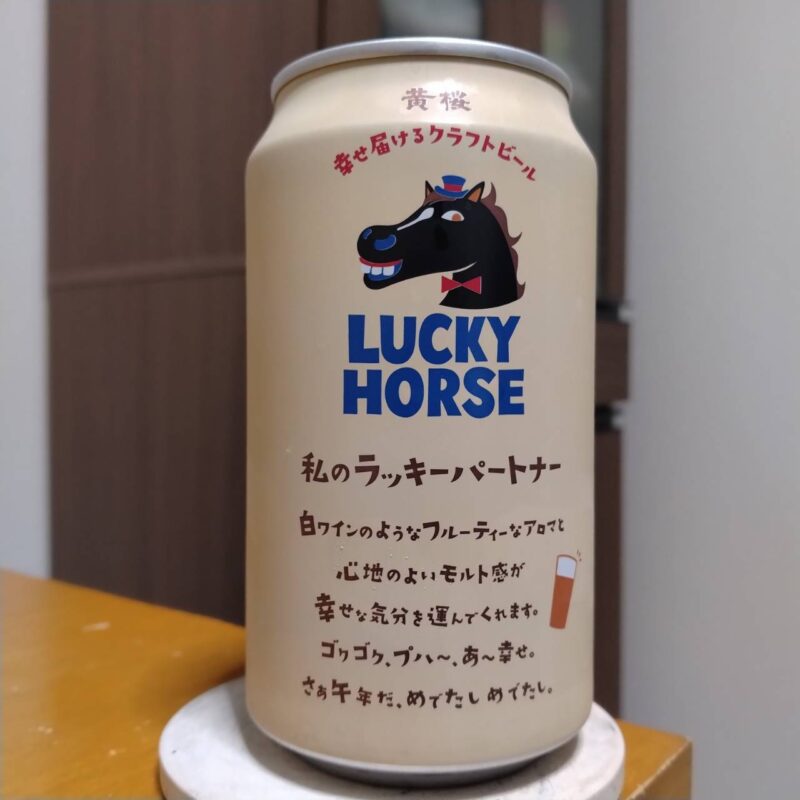 黄桜
幸せ届けるクラフトビール
LUCKY
HORSE
私のラッキーパートナー
白ワインのようなフルーティーなアロマと
心地のよいモルト感が
幸せな気分を運んでくれます。
ゴクゴク、プハ～、あ～幸せ。
さぁ午年だ、めでたしめでたし。